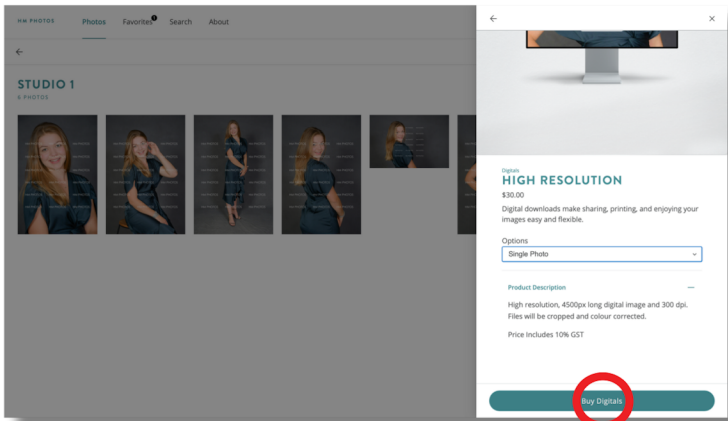 HM PHOTOS
Photos
Favorites
Search
About
STUDIO 1
6 PHOTOS
Digitals
HIGH RESOLUTION
$30.00
Digital downloads make sharing, printing, and enjoying your
images easy and flexible.
Options
Single Photo
Product Description
High resolution, 4500px long digital image and 300 dpi.
Files will be cropped and colour corrected.
Price Includes 10% GST
Buy Digitals